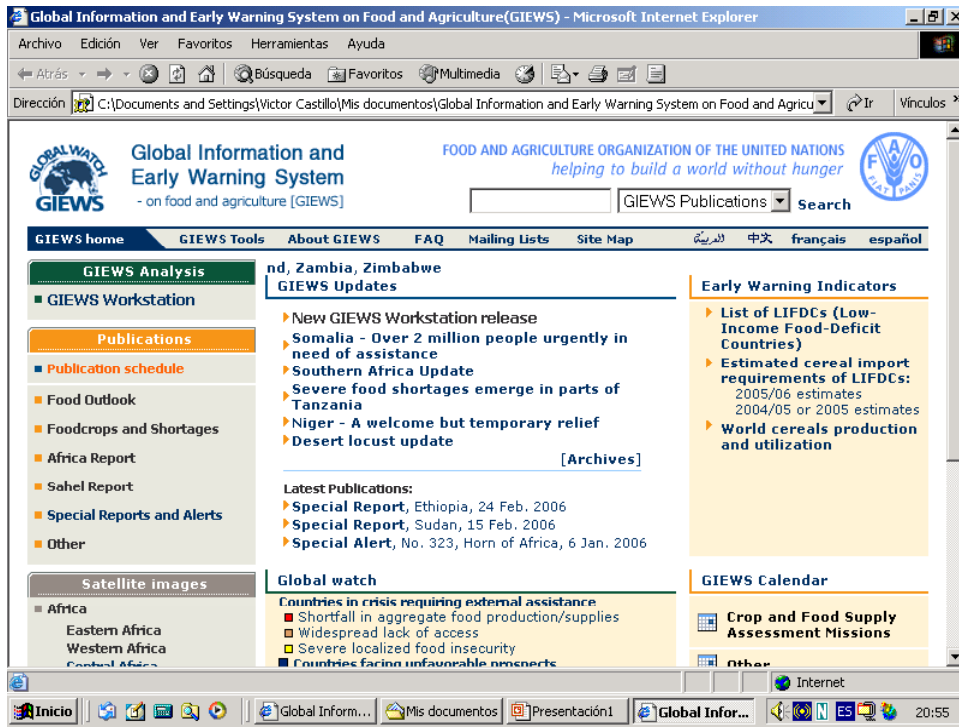 Global Information and Early Warning System on Food and Agriculture(GIEWS) - Microsoft Internet Explorer
Archivo Edición Ver Favoritos Herramientas Ayuda
Atrás Búsqueda Favoritos Multimedia
Dirección C:\Documents and Settings\Victor Castillo\Mis documentos\Global Information and Early Warning System on Food and Agricu Ir Vínculos »
GLOBAL WATCH
GIEWS
Global Information and
Early Warning System
- on food and agriculture [GIEWS]
FOOD AND AGRICULTURE ORGANIZATION OF THE UNITED NATIONS
helping to build a world without hunger
FAO
FIAT PANIS
GIEWS Publications Search
GIEWS home GIEWS Tools About GIEWS FAQ Mailing Lists Site Map العربيّة 中文 français español
GIEWS Analysis
GIEWS Workstation
Publications
Publication schedule
Food Outlook
Foodcrops and Shortages
Africa Report
Sahel Report
Special Reports and Alerts
Other
Satellite images
Africa
Eastern Africa
Western Africa
Central Africa
nd, Zambia, Zimbabwe
GIEWS Updates
New GIEWS Workstation release
Somalia - Over 2 million people urgently in
need of assistance
Southern Africa Update
Severe food shortages emerge in parts of
Tanzania
Niger - A welcome but temporary relief
Desert locust update
[Archives]
Latest Publications:
Special Report, Ethiopia, 24 Feb. 2006
Special Report, Sudan, 15 Feb. 2006
Special Alert, No. 323, Horn of Africa, 6 Jan. 2006
Global watch
Countries in crisis requiring external assistance
Shortfall in aggregate food production/supplies
Widespread lack of access
Severe localized food insecurity
Countries facing unfavorable prospects
Early Warning Indicators
List of LIFDCs (Low-
Income Food-Deficit
Countries)
Estimated cereal import
requirements of LIFDCs:
2005/06 estimates
2004/05 or 2005 estimates
World cereals production
and utilization
GIEWS Calendar
Crop and Food Supply
Assessment Missions
Other
Internet
Inicio Global Inform... Mis documentos Presentación1 Global Infor... N ES 20:55